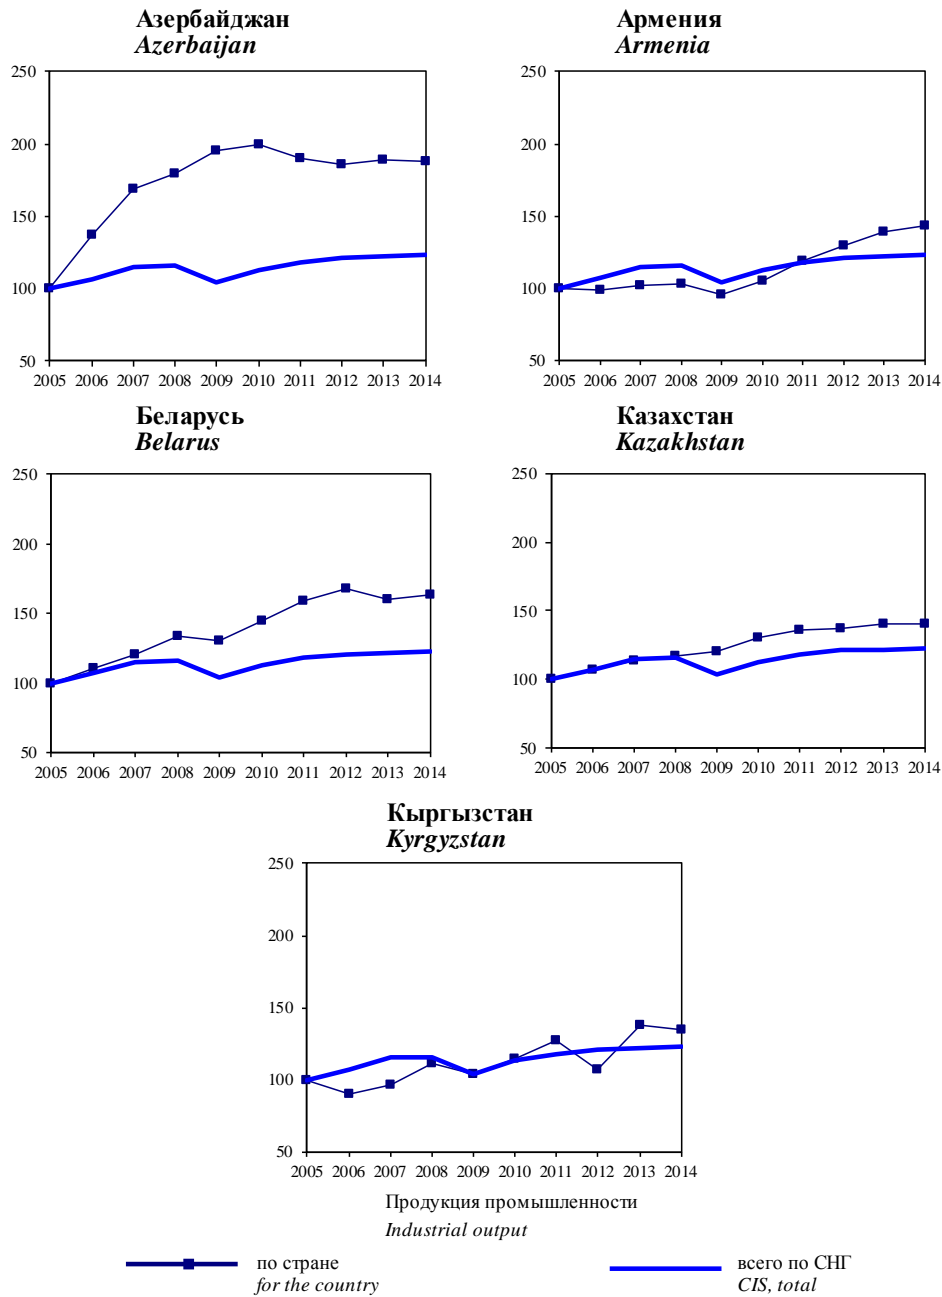 Азербайджан
Azerbaijan
250
200
150
100
50
2005 2006 2007 2008 2009 2010 2011 2012 2013 2014
Армения
Armenia
250
200
150
100
50
2005 2006 2007 2008 2009 2010 2011 2012 2013 2014
Беларусь
Belarus
250
200
150
100
50
2005 2006 2007 2008 2009 2010 2011 2012 2013 2014
Казахстан
Kazakhstan
250
200
150
100
50
2005 2006 2007 2008 2009 2010 2011 2012 2013 2014
Кыргызстан
Kyrgyzstan
250
200
150
100
50
2005 2006 2007 2008 2009 2010 2011 2012 2013 2014
Продукция промышленности
Industrial output
по стране
for the country
всего по СНГ
CIS, total